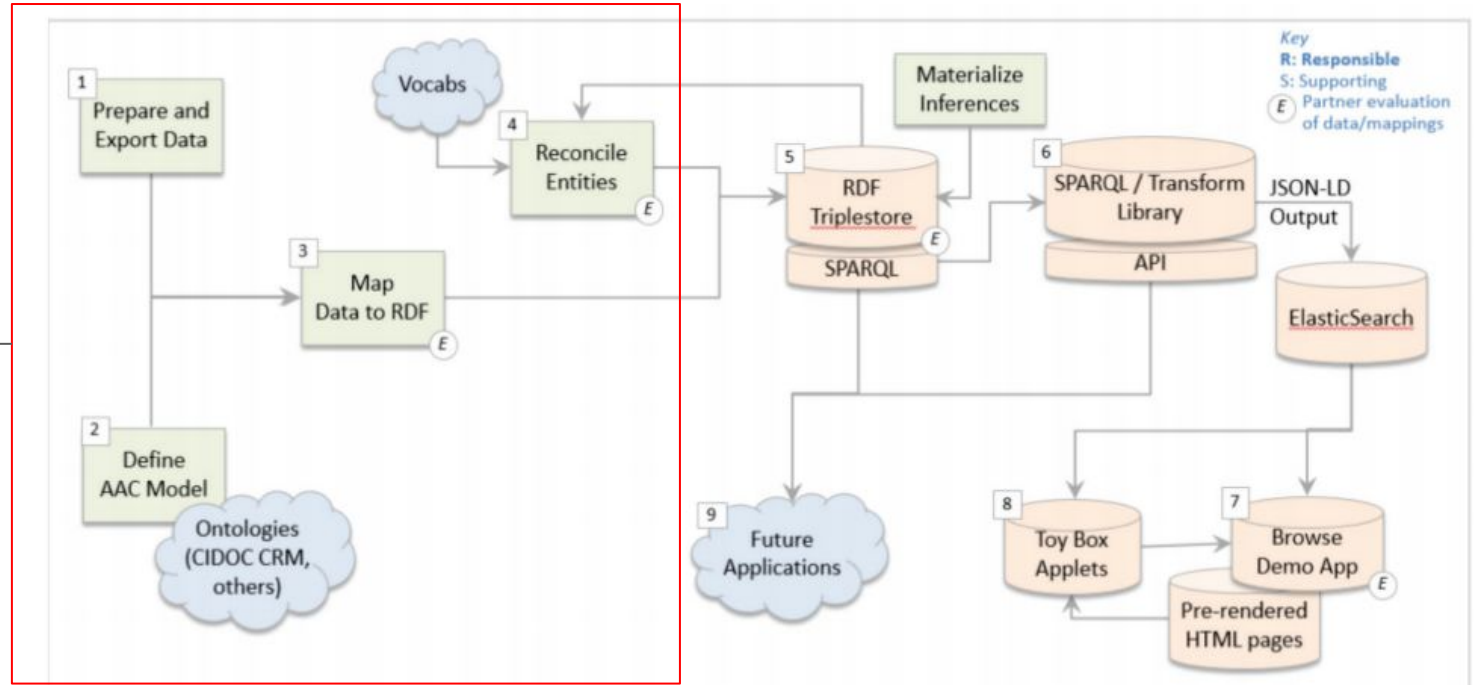 1
Prepare and
Export Data
2
Define
AAC Model
Ontologies
(CIDOC CRM,
others)
3
Map
Data to RDF
E
Vocabs
4
Reconcile
Entities
E
Materialize
Inferences
5
RDF
Triplestore
E
SPARQL
6
SPARQL / Transform
Library
API
JSON-LD
Output
ElasticSearch
Key
R: Responsible
S: Supporting
E Partner evaluation
of data/mappings
9
Future
Applications
8
Toy Box
Applets
7
Browse
Demo App
E
Pre-rendered
HTML pages